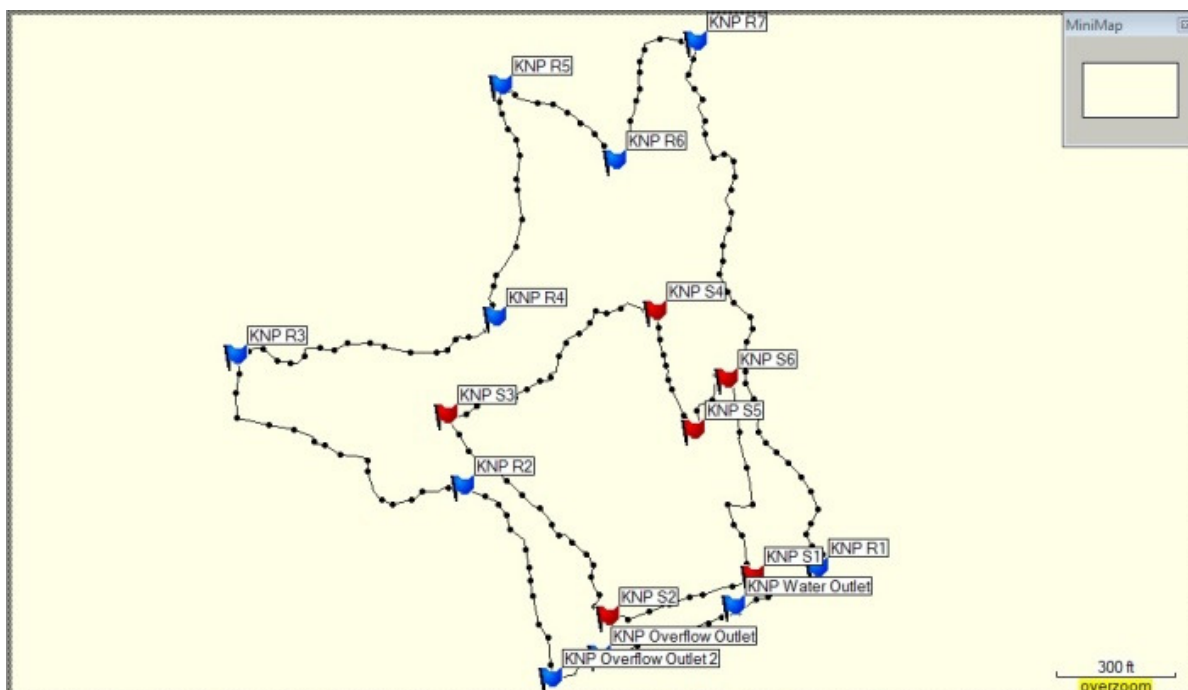 KNP R7
MiniMap
KNP R5
KNP R6
KNP S4
KNP R4
KNP R3
KNP S6
KNP S3
KNP S5
KNP R2
KNP R1
KNP S1
KNP Water Outlet
KNP S2
KNP Overflow Outlet
KNP Overflow Outlet 2
300 ft
overzoom